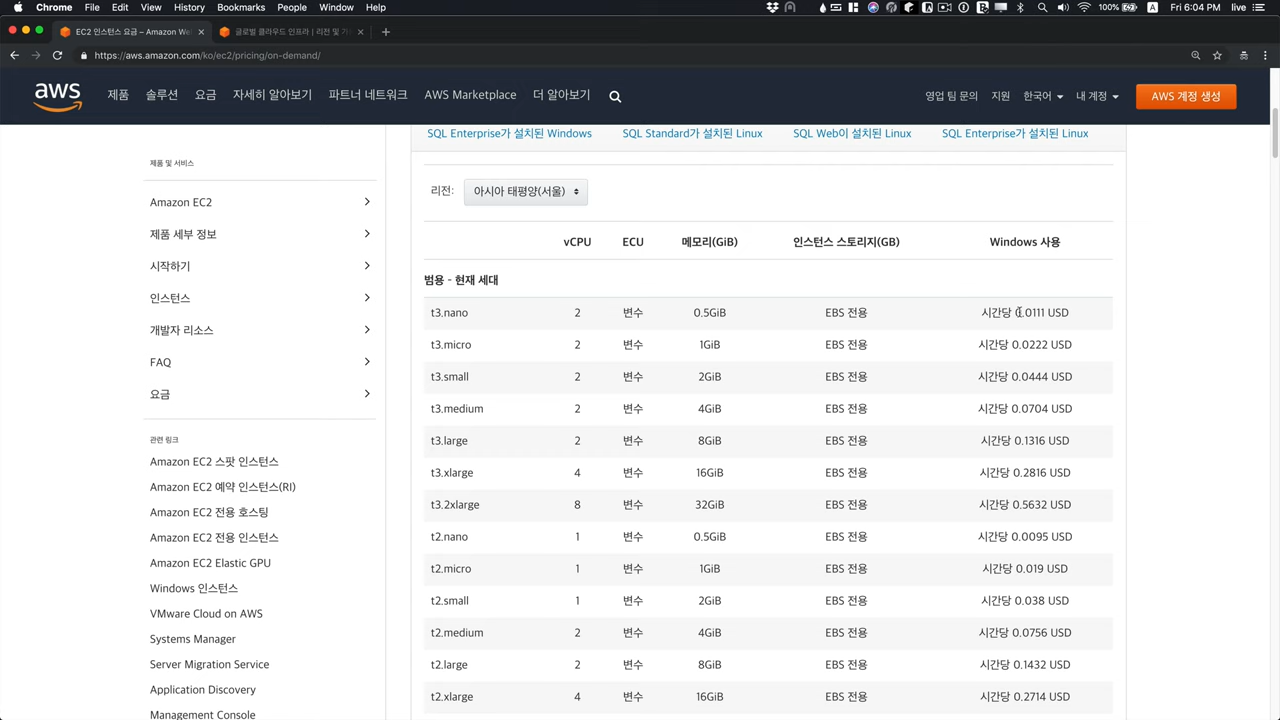 Chrome File Edit View History Bookmarks People Window Help
100% Fri 6:04 PM live
EC2 인스턴스 요금 – Amazon We
글로벌 클라우드 인프라 | 리전 및 가
https://aws.amazon.com/ko/ec2/pricing/on-demand/
aws 제품 솔루션 요금 자세히 알아보기 파트너 네트워크 AWS Marketplace 더 알아보기 영업 팀 문의 지원 한국어 내 계정 AWS 계정 생성
SQL Enterprise가 설치된 Windows SQL Standard가 설치된 Linux SQL Web이 설치된 Linux SQL Enterprise가 설치된 Linux
제품 및 서비스
Amazon EC2
제품 세부 정보
시작하기
인스턴스
개발자 리소스
FAQ
요금
관련 링크
Amazon EC2 스팟 인스턴스
Amazon EC2 예약 인스턴스(RI)
Amazon EC2 전용 호스팅
Amazon EC2 전용 인스턴스
Amazon EC2 Elastic GPU
Windows 인스턴스
VMware Cloud on AWS
Systems Manager
Server Migration Service
Application Discovery
Management Console
리전: 아시아 태평양(서울)
vCPU ECU 메모리(GiB) 인스턴스 스토리지(GB) Windows 사용
범용 - 현재 세대
t3.nano 2 변수 0.5GiB EBS 전용 시간당 0.0111 USD
t3.micro 2 변수 1GiB EBS 전용 시간당 0.0222 USD
t3.small 2 변수 2GiB EBS 전용 시간당 0.0444 USD
t3.medium 2 변수 4GiB EBS 전용 시간당 0.0704 USD
t3.large 2 변수 8GiB EBS 전용 시간당 0.1316 USD
t3.xlarge 4 변수 16GiB EBS 전용 시간당 0.2816 USD
t3.2xlarge 8 변수 32GiB EBS 전용 시간당 0.5632 USD
t2.nano 1 변수 0.5GiB EBS 전용 시간당 0.0095 USD
t2.micro 1 변수 1GiB EBS 전용 시간당 0.019 USD
t2.small 1 변수 2GiB EBS 전용 시간당 0.038 USD
t2.medium 2 변수 4GiB EBS 전용 시간당 0.0756 USD
t2.large 2 변수 8GiB EBS 전용 시간당 0.1432 USD
t2.xlarge 4 변수 16GiB EBS 전용 시간당 0.2714 USD